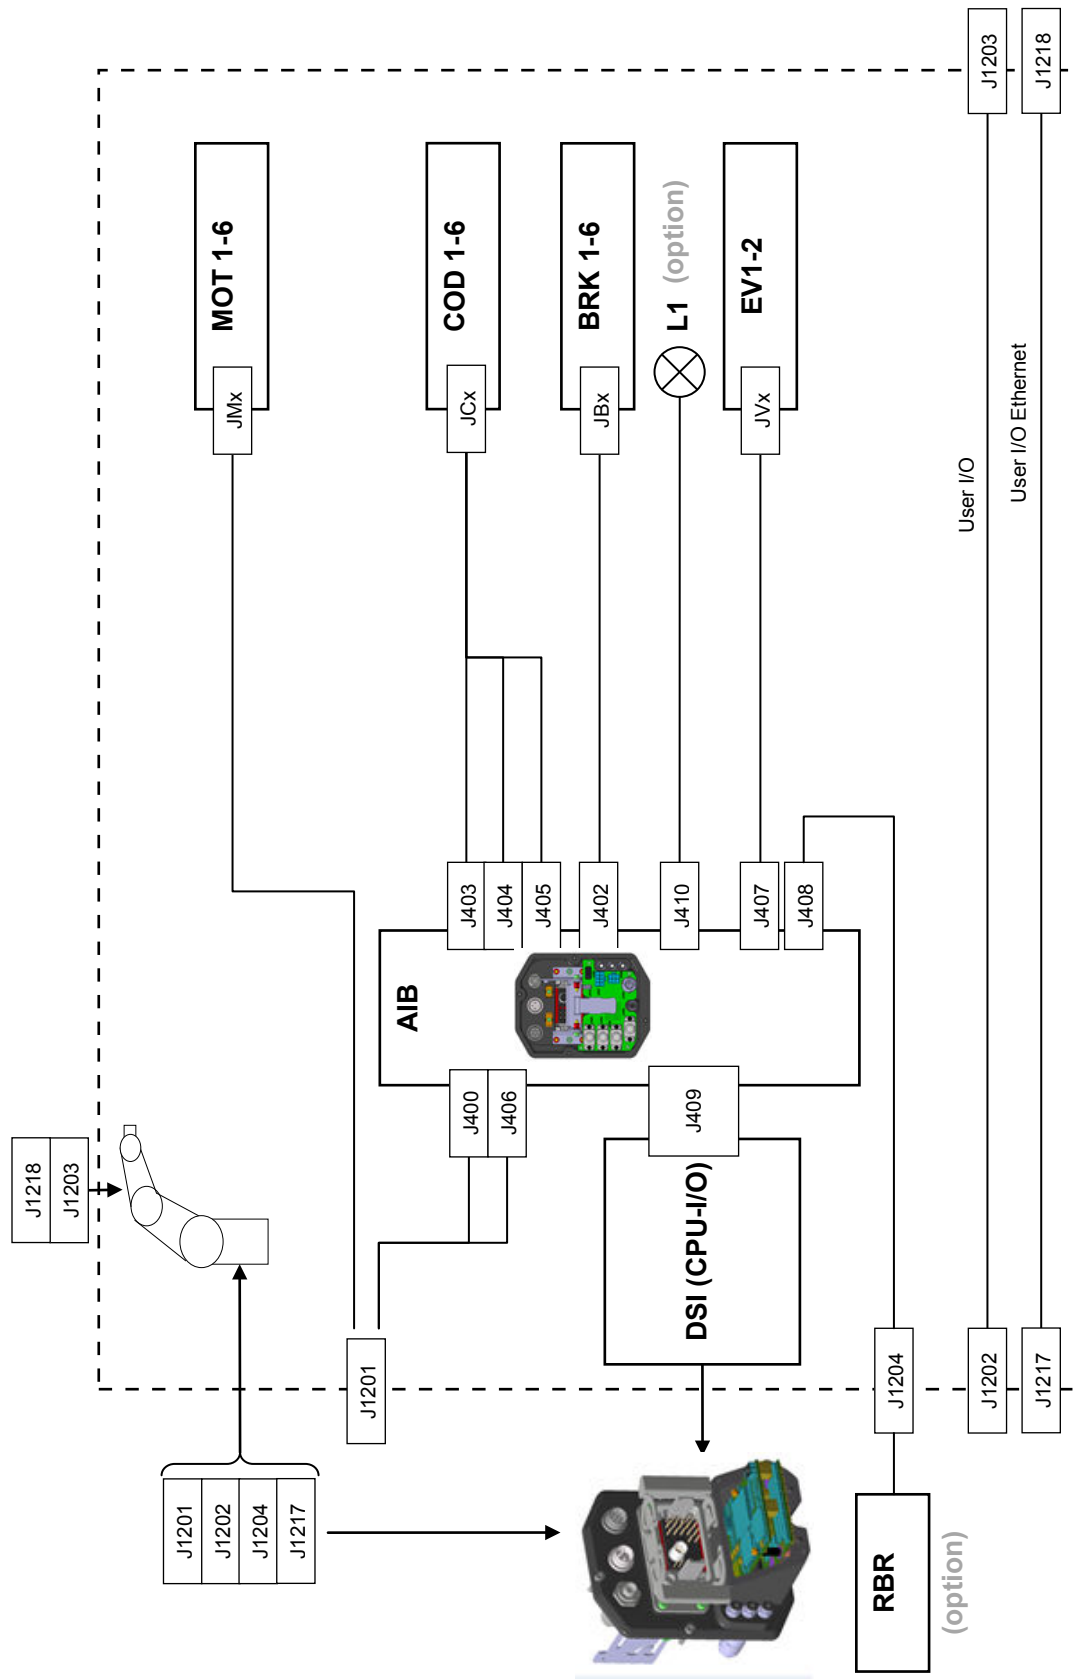 J1203
J1218
MOT 1-6
JMx
COD 1-6
JCx
BRK 1-6
JBx
L1 (option)
EV1-2
JVx
User I/O
User I/O Ethernet
J403
J404
J405
J402
J410
J407
J408
AIB
J400
J406
J409
DSI (CPU-I/O)
J1218
J1203
J1201
J1204
J1202
J1217
J1201
J1202
J1204
J1217
RBR
(option)